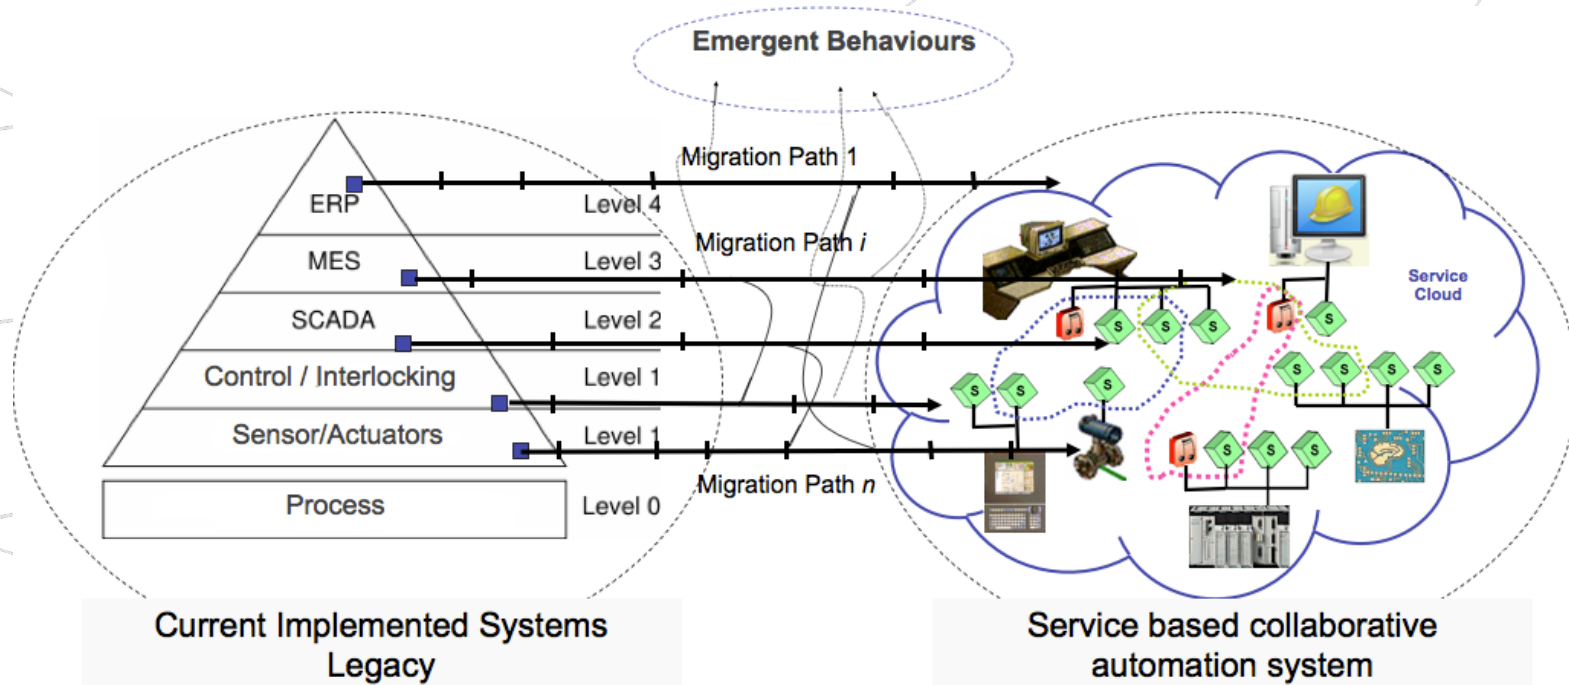 Emergent Behaviours
Migration Path 1
ERP
Level 4
Migration Path i
MES
Level 3
SCADA
Level 2
Control / Interlocking
Level 1
Sensor/Actuators
Level 1
Migration Path n
Process
Level 0
Service
Cloud
S
S
S
S
S
S
S
S
S
S
S
S
S
S
Current Implemented Systems
Legacy
Service based collaborative
automation system